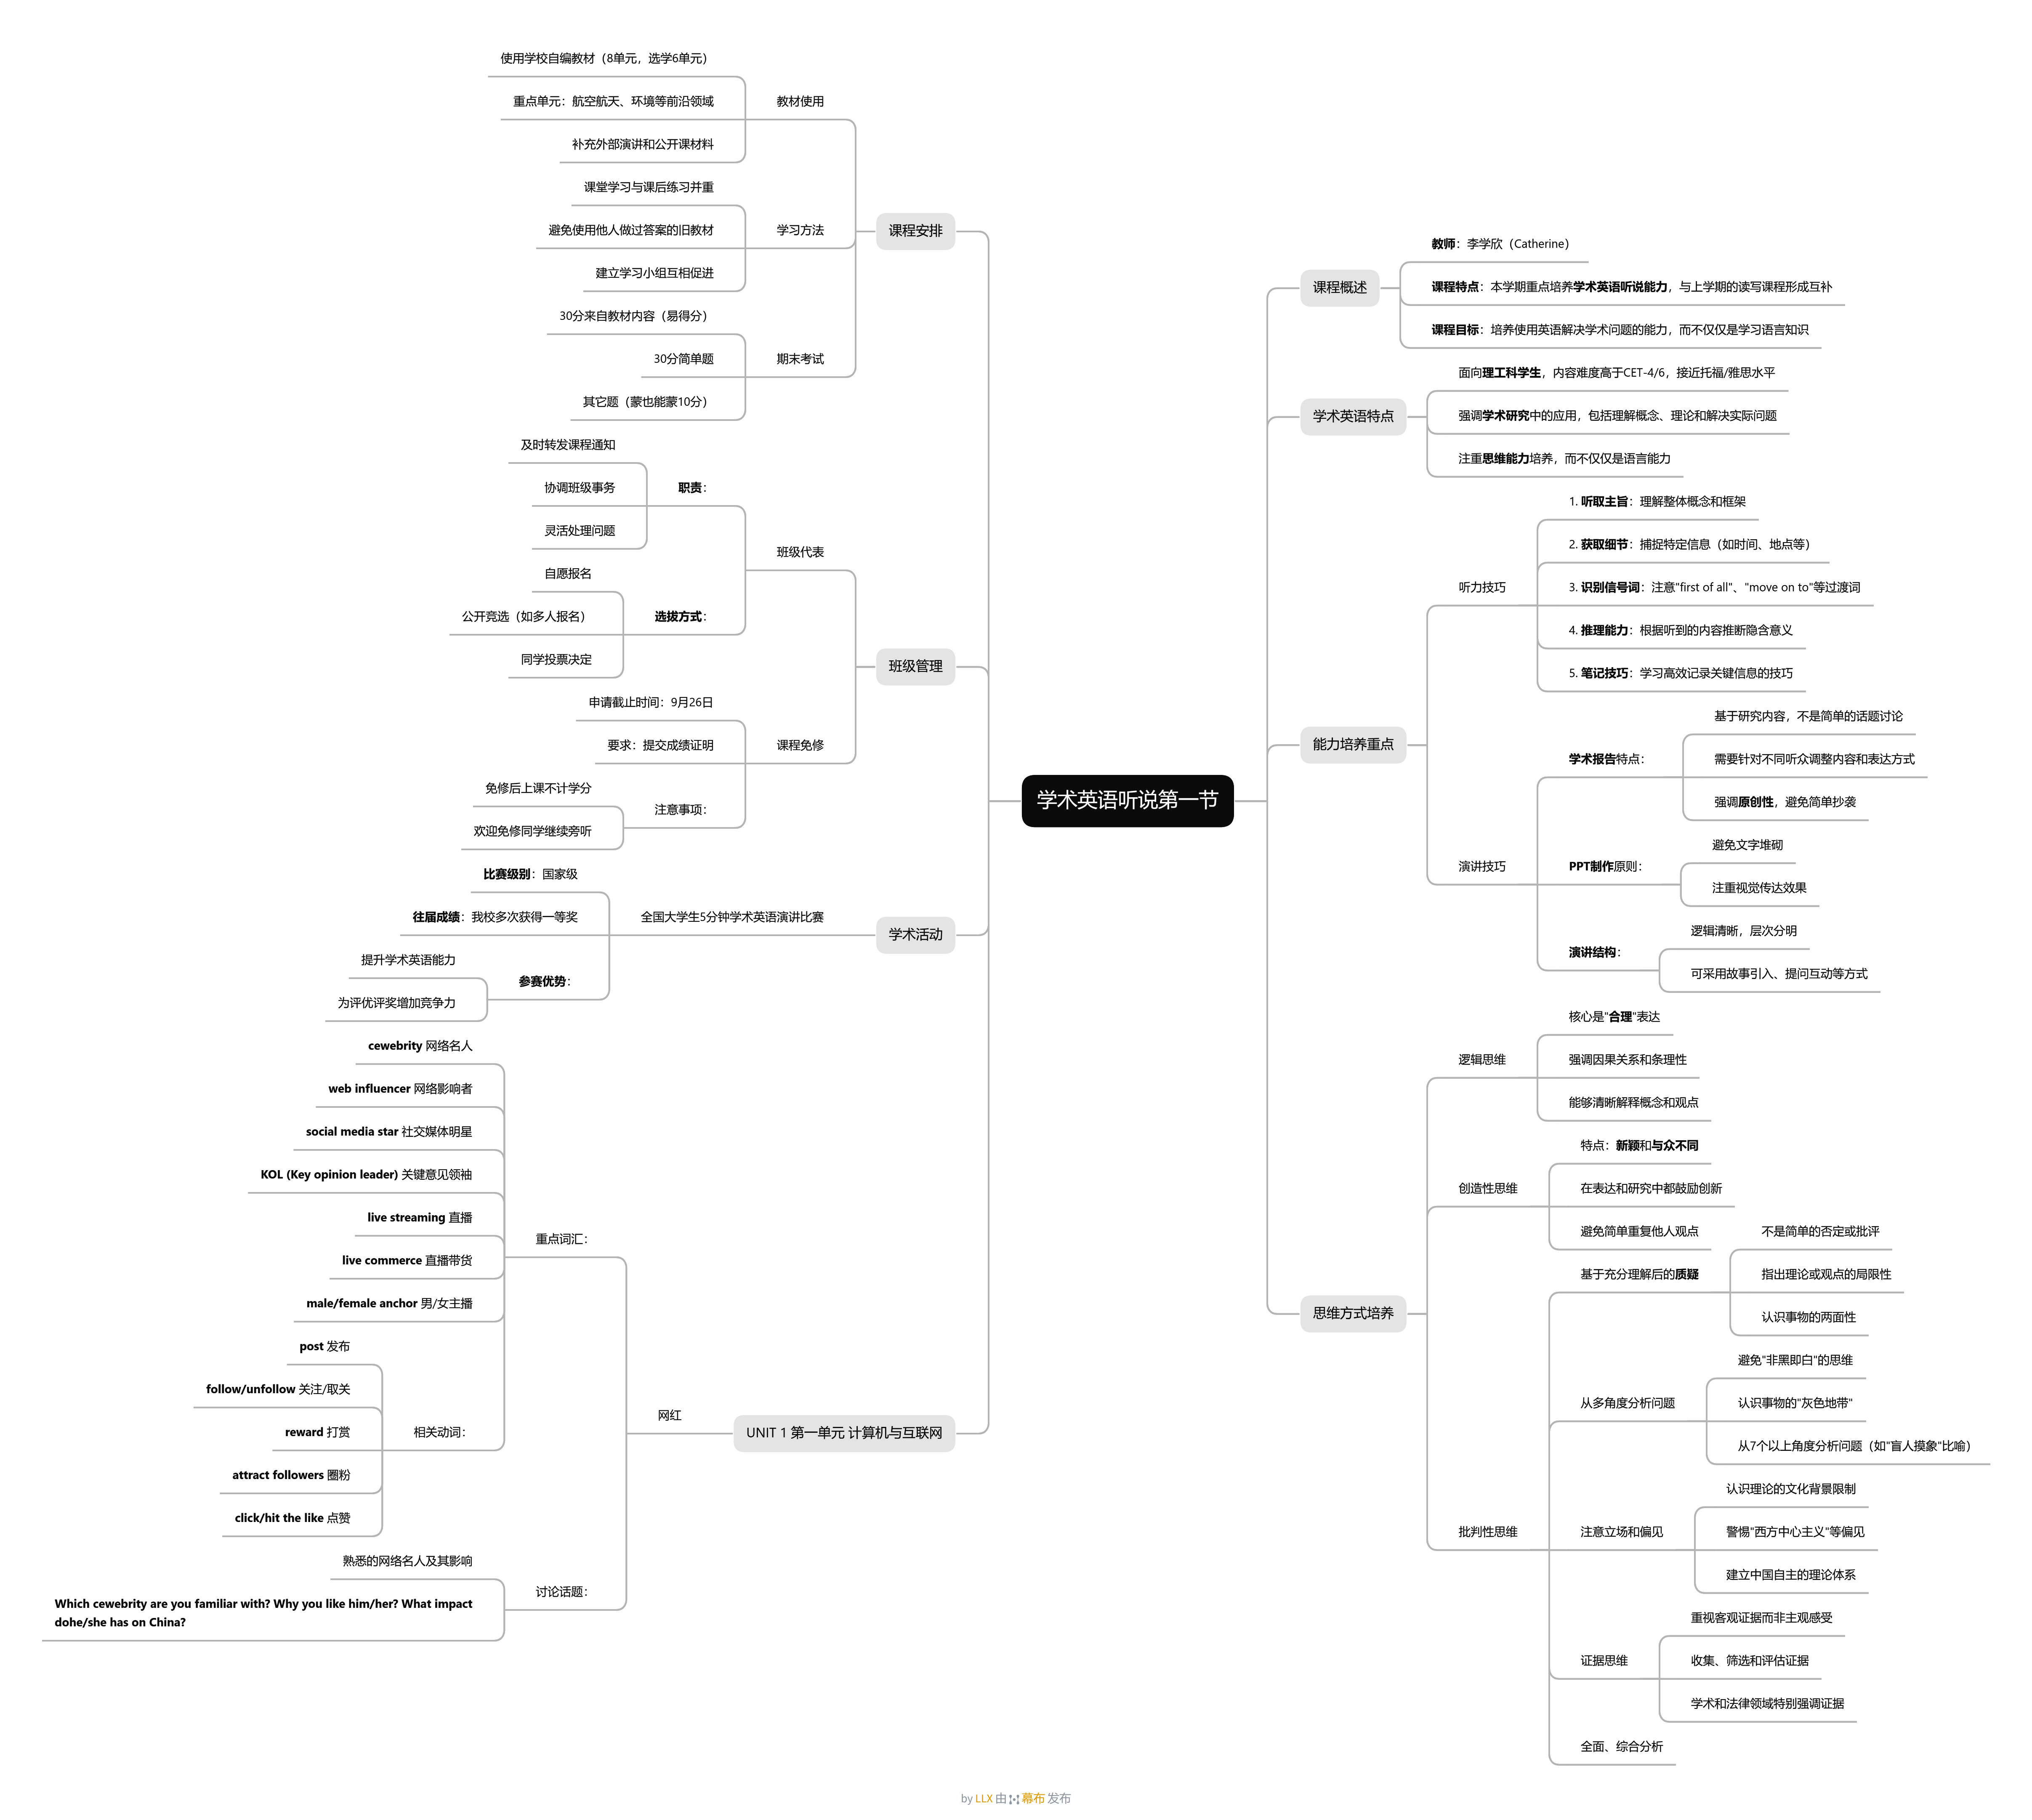 学术英语听说第一节
课程概述
教师：李学欣（Catherine）
课程特点：本学期重点培养学术英语听说能力，与上学期的读写课程形成互补
课程目标：培养使用英语解决学术问题的能力，而不仅仅是学习语言知识
学术英语特点
面向理工科学生，内容难度高于CET-4/6，接近托福/雅思水平
强调学术研究中的应用，包括理解概念、理论和解决实际问题
注重思维能力培养，而不仅仅是语言能力
能力培养重点
听力技巧
1. 听取主旨：理解整体概念和框架
2. 获取细节：捕捉特定信息（如时间、地点等）
3. 识别信号词：注意"first of all"、"move on to"等过渡词
4. 推理能力：根据听到的内容推断隐含意义
5. 笔记技巧：学习高效记录关键信息的技巧
演讲技巧
学术报告特点：
基于研究内容，不是简单的话题讨论
需要针对不同听众调整内容和表达方式
强调原创性，避免简单抄袭
PPT制作原则：
避免文字堆砌
注重视觉传达效果
演讲结构：
逻辑清晰，层次分明
可采用故事引入、提问互动等方式
思维方式培养
逻辑思维
核心是"合理"表达
强调因果关系和条理性
能够清晰解释概念和观点
创造性思维
特点：新颖和与众不同
在表达和研究中都鼓励创新
避免简单重复他人观点
批判性思维
基于充分理解后的质疑
不是简单的否定或批评
指出理论或观点的局限性
认识事物的两面性
从多角度分析问题
避免"非黑即白"的思维
认识事物的"灰色地带"
从7个以上角度分析问题（如"盲人摸象"比喻）
注意立场和偏见
认识理论的文化背景限制
警惕"西方中心主义"等偏见
建立中国自主的理论体系
证据思维
重视客观证据而非主观感受
收集、筛选和评估证据
学术和法律领域特别强调证据
全面、综合分析
课程安排
教材使用
使用学校自编教材（8单元，选学6单元）
重点单元：航空航天、环境等前沿领域
补充外部演讲和公开课材料
学习方法
课堂学习与课后练习并重
避免使用他人做过答案的旧教材
建立学习小组互相促进
期末考试
30分来自教材内容（易得分）
30分简单题
其它题（蒙也能蒙10分）
班级管理
班级代表
职责：
及时转发课程通知
协调班级事务
灵活处理问题
选拔方式：
自愿报名
公开竞选（如多人报名）
同学投票决定
课程免修
申请截止时间：9月26日
要求：提交成绩证明
注意事项：
免修后上课不计学分
欢迎免修同学继续旁听
学术活动
全国大学生5分钟学术英语演讲比赛
比赛级别：国家级
往届成绩：我校多次获得一等奖
参赛优势：
提升学术英语能力
为评优评奖增加竞争力
UNIT 1 第一单元 计算机与互联网
网红
重点词汇：
cewebrity 网络名人
web influencer 网络影响者
social media star 社交媒体明星
KOL (Key opinion leader) 关键意见领袖
live streaming 直播
live commerce 直播带货
male/female anchor 男/女主播
相关动词：
post 发布
follow/unfollow 关注/取关
reward 打赏
attract followers 圈粉
click/hit the like 点赞
讨论话题：
熟悉的网络名人及其影响
Which cewebrity are you familiar with? Why you like him/her? What impact
dohe/she has on China?
by LLX 由 幕布 发布